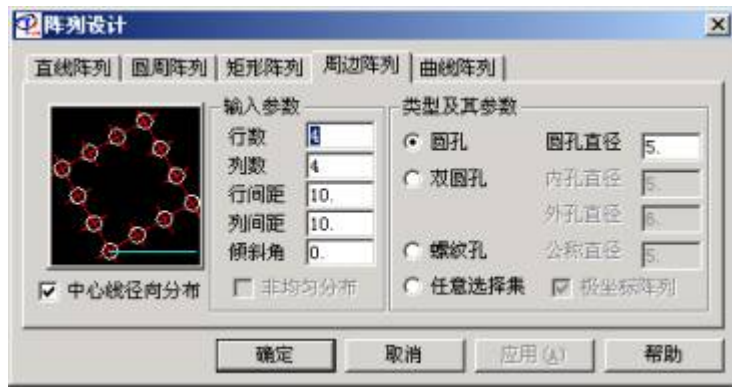 阵列设计
直线阵列 圆周阵列 矩形阵列 周边阵列 曲线阵列
输入参数
行数 4
列数 4
行间距 10.
列间距 10.
倾斜角 0.
非均匀分布
中心线径向分布
类型及其参数
圆孔 圆孔直径 5.
双圆孔 内孔直径 5.
外孔直径 8.
螺纹孔 公称直径 5.
任意选择集 极坐标阵列
确定 取消 应用(A) 帮助